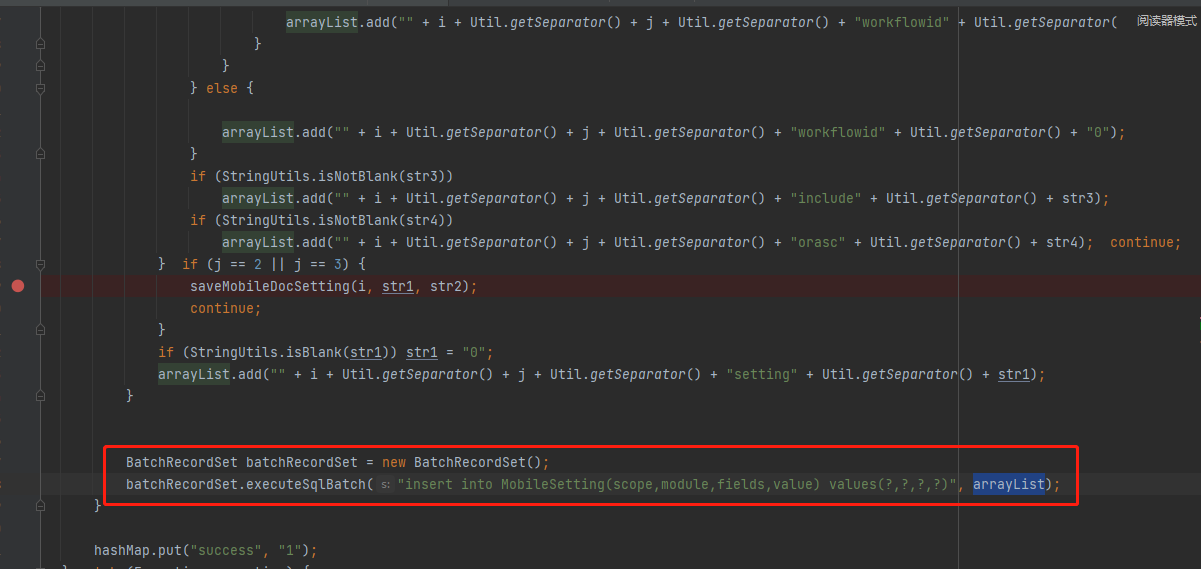 arrayList.add("" + i + Util.getSeparator() + j + Util.getSeparator() + "workflowid" + Util.getSeparator( 阅读器模式
}
}
} else {
arrayList.add("" + i + Util.getSeparator() + j + Util.getSeparator() + "workflowid" + Util.getSeparator() + "0");
}
if (StringUtils.isNotBlank(str3))
arrayList.add("" + i + Util.getSeparator() + j + Util.getSeparator() + "include" + Util.getSeparator() + str3);
if (StringUtils.isNotBlank(str4))
arrayList.add("" + i + Util.getSeparator() + j + Util.getSeparator() + "orasc" + Util.getSeparator() + str4); continue;
} if (j == 2 || j == 3) {
saveMobileDocSetting(i, str1, str2);
continue;
}
if (StringUtils.isBlank(str1)) str1 = "0";
arrayList.add("" + i + Util.getSeparator() + j + Util.getSeparator() + "setting" + Util.getSeparator() + str1);
}
BatchRecordSet batchRecordSet = new BatchRecordSet();
batchRecordSet.executeSqlBatch( s: "insert into MobileSetting(scope,module,fields,value) values(?,?,?,?)", arrayList);
}
hashMap.put("success", "1");